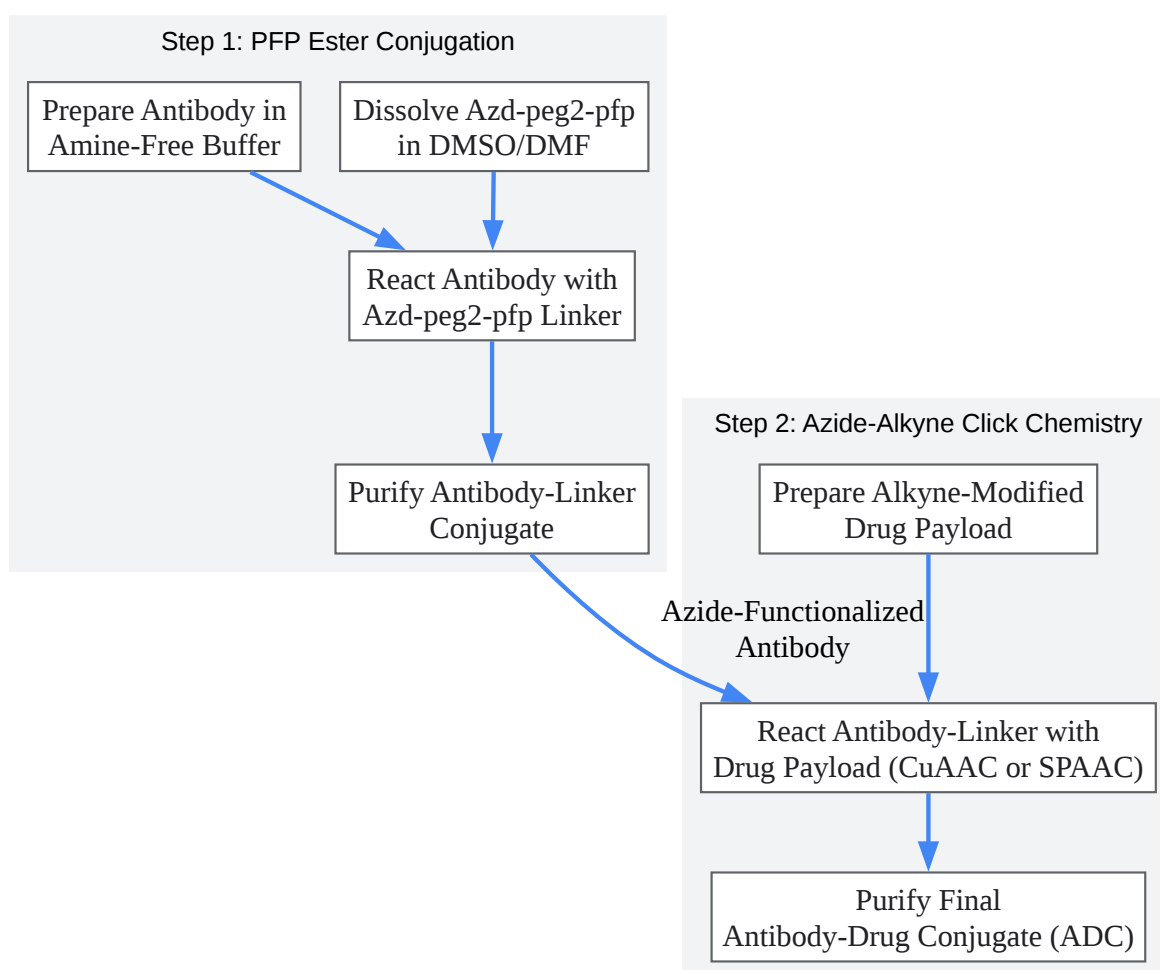 Step 1: PFP Ester Conjugation
Prepare Antibody in
Amine-Free Buffer
Dissolve Azd-peg2-pfp
in DMSO/DMF
React Antibody with
Azd-peg2-pfp Linker
Purify Antibody-Linker
Conjugate
Step 2: Azide-Alkyne Click Chemistry
Prepare Alkyne-Modified
Drug Payload
Azide-Functionalized
Antibody
React Antibody-Linker with
Drug Payload (CuAAC or SPAAC)
Purify Final
Antibody-Drug Conjugate (ADC)